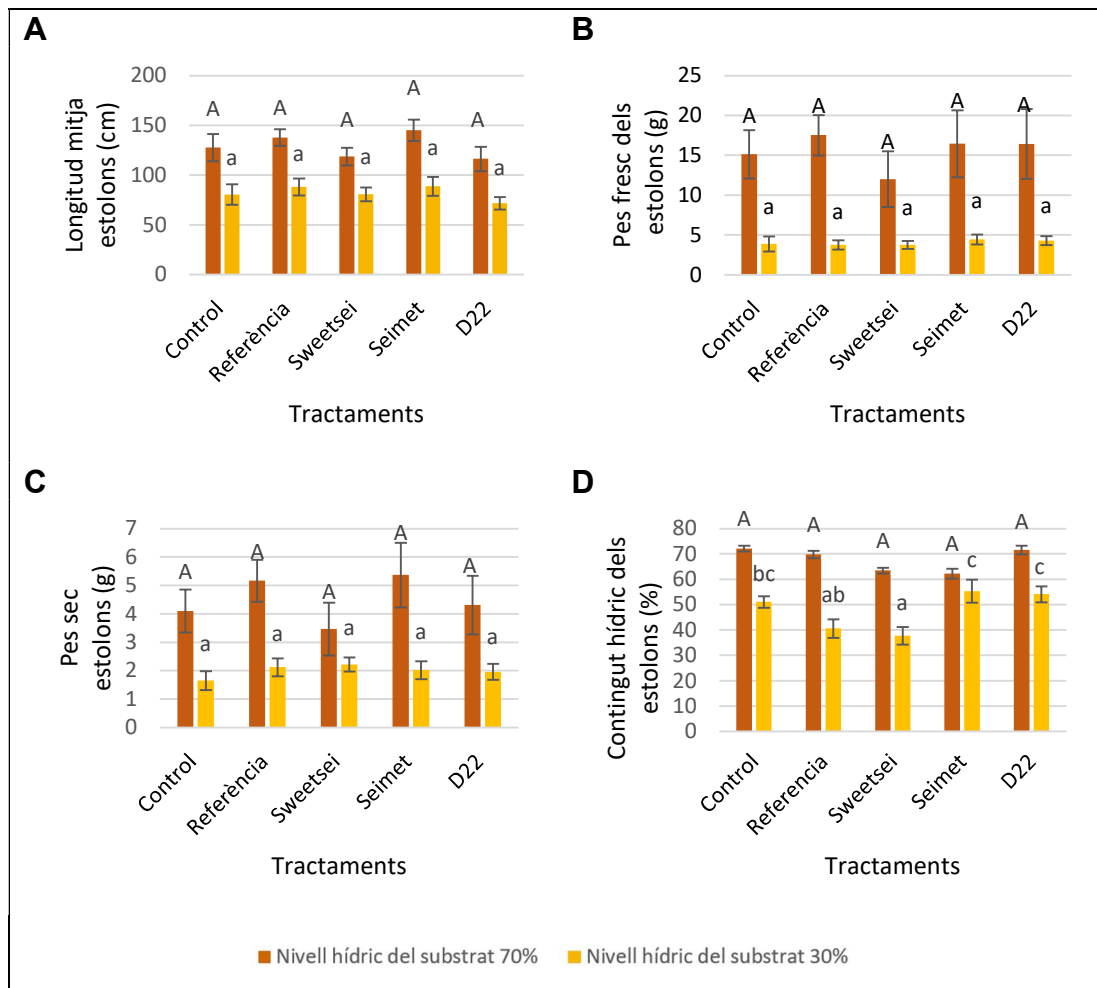 A
Longitud mitja
estolons (cm)
200
150
100
50
0
A
a
A
a
A
a
A
a
A
a
Control
Referència
Sweetsei
Seimet
D22
Tractaments
B
Pes fresc dels
estolons (g)
25
20
15
10
5
0
A
a
A
a
A
a
A
a
A
a
Control
Referència
Sweetsei
Seimet
D22
Tractaments
C
Pes sec
estolons (g)
7
6
5
4
3
2
1
0
A
a
A
a
A
a
A
a
A
a
Control
Referència
Sweetsei
Seimet
D22
Tractaments
D
Contingut hídric dels
estolons (%)
80
70
60
50
40
30
20
10
0
A
bc
A
ab
A
a
A
c
A
c
Control
Referencia
Sweetsei
Seimet
D22
Tractaments
Nivell hídric del substrat 70%
Nivell hídric del substrat 30%